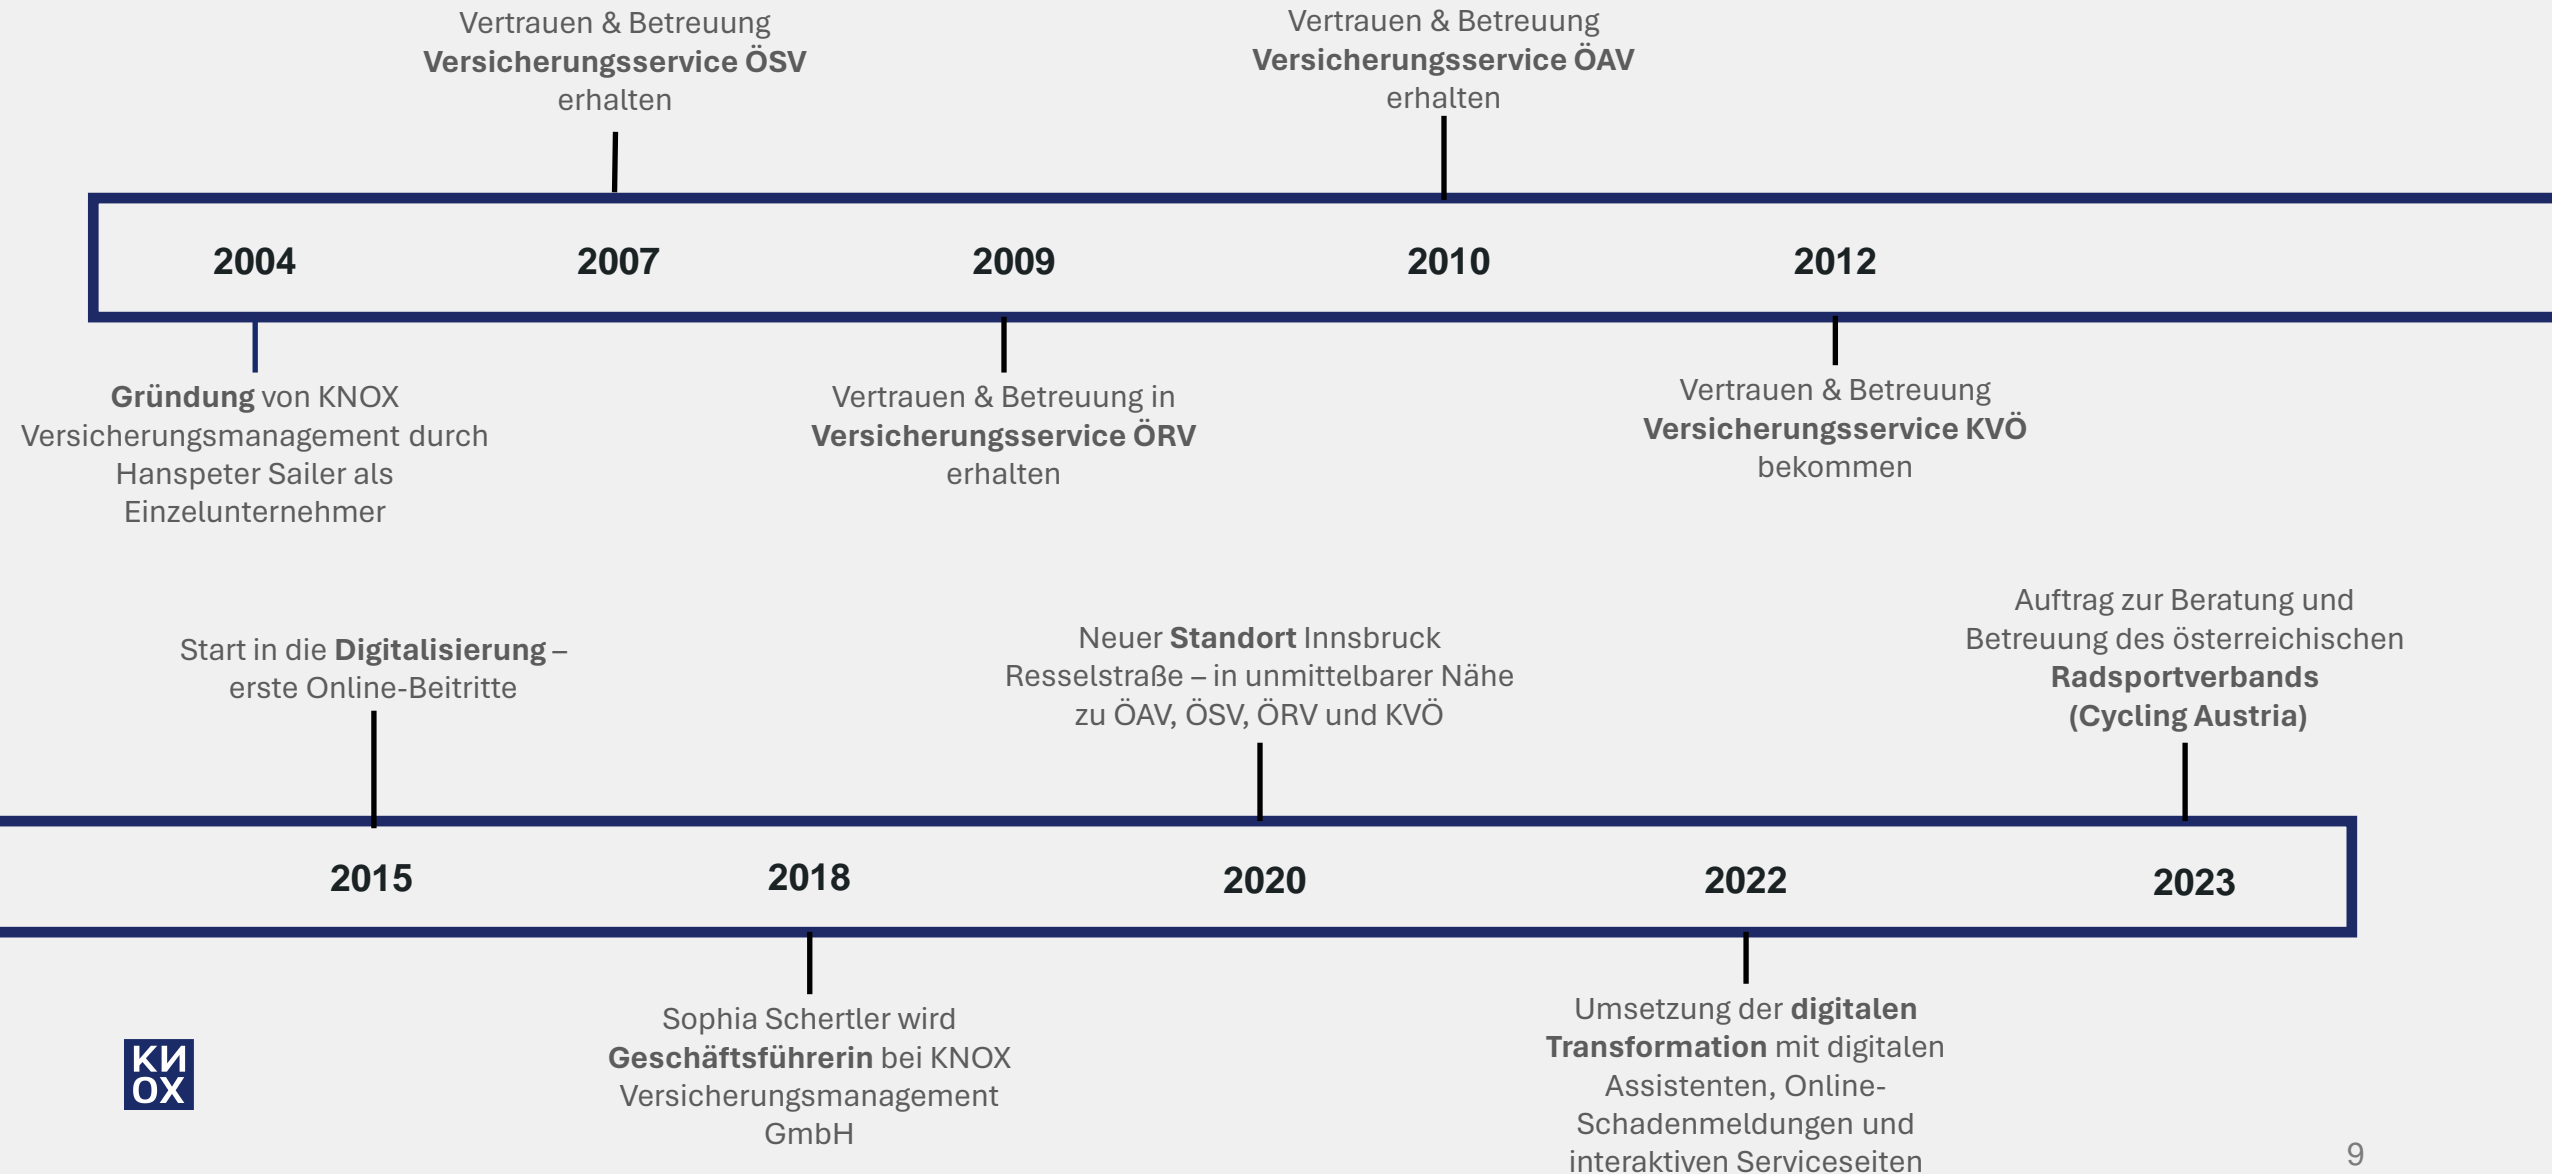 Vertrauen & Betreuung
Versicherungsservice ÖSV
erhalten
Vertrauen & Betreuung
Versicherungsservice ÖAV
erhalten
2004
2007
2009
2010
2012
Gründung von KNOX
Versicherungsmanagement durch
Hanspeter Sailer als
Einzelunternehmer
Vertrauen & Betreuung in
Versicherungsservice ÖRV
erhalten
Vertrauen & Betreuung
Versicherungsservice KVÖ
bekommen
Start in die Digitalisierung –
erste Online-Beitritte
Neuer Standort Innsbruck
Resselstraße – in unmittelbarer Nähe
zu ÖAV, ÖSV, ÖRV und KVÖ
Auftrag zur Beratung und
Betreuung des österreichischen
Radsportverbands
(Cycling Austria)
2015
2018
2020
2022
2023
Sophia Schertler wird
Geschäftsführerin bei KNOX
Versicherungsmanagement
GmbH
Umsetzung der digitalen
Transformation mit digitalen
Assistenten, Online-
Schadenmeldungen und
interaktiven Serviceseiten
KN
OX
9